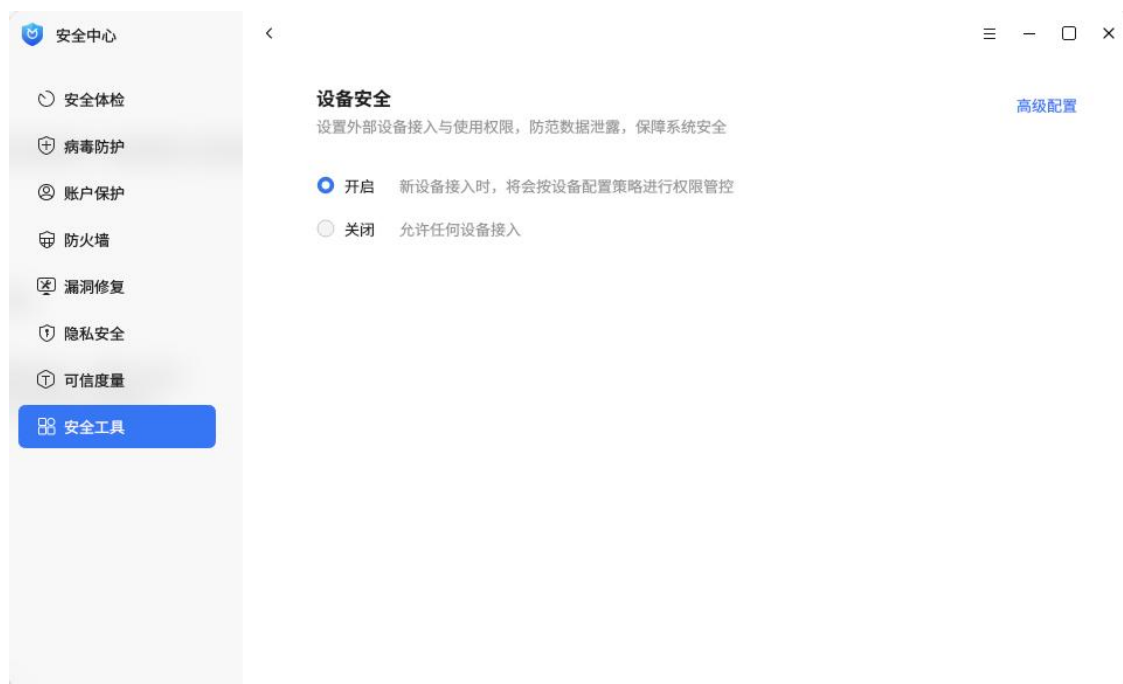 安全中心
安全体检
病毒防护
账户保护
防火墙
漏洞修复
隐私安全
可信度量
安全工具
设备安全
高级配置
设置外部设备接入与使用权限，防范数据泄露，保障系统安全
开启 新设备接入时，将会按设备配置策略进行权限管控
关闭 允许任何设备接入